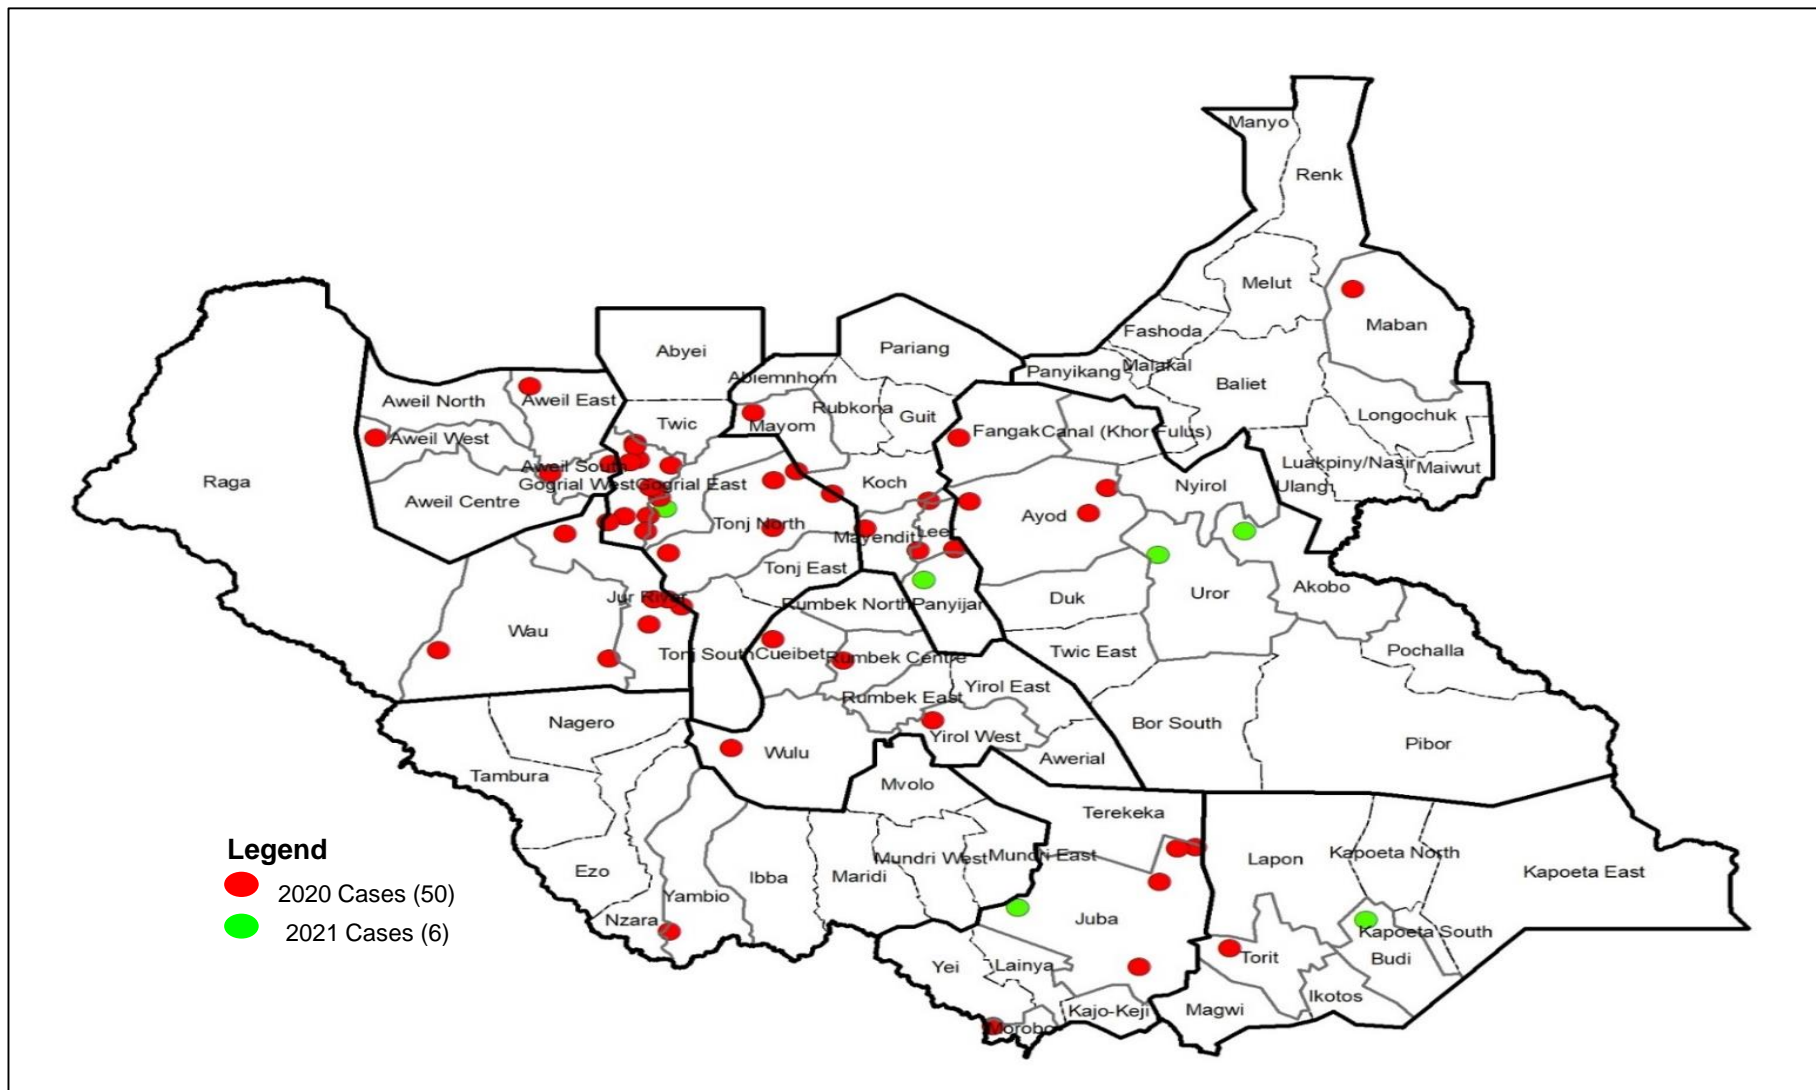 Manyo
Renk
Melut
Maban
Fashoda
Malakal
Panyikang
Baliet
Longochuk
Luakpiny/Nasir
Maiwut
Ulang
Abyei
Pariang
Abiemnhom
Rubkona
Guit
Mayom
Twic
Aweil North
Aweil East
Aweil West
Aweil South
Aweil Centre
Raga
Gogrial West
Gogrial East
Fangak
Canal (Khor Fulus)
Koch
Nyirol
Ayod
Tonj North
Mayendit
Leer
Tonj East
Akobo
Uror
Duk
Rumbek North
Panyijar
Jur River
Wau
Tonj South
Cueibet
Rumbek Centre
Twic East
Pochalla
Yirol East
Rumbek East
Yirol West
Nagero
Bor South
Pibor
Wulu
Awerial
Tambura
Mvolo
Terekeka
Mundri West
Mundri East
Lapon
Kapoeta North
Kapoeta East
Ezo
Ibba
Maridi
Yambio
Nzara
Juba
Kapoeta South
Torit
Budi
Yei
Lainya
Ikotos
Kajo-Keji
Magwi
Morobo
Legend
2020 Cases (50)
2021 Cases (6)